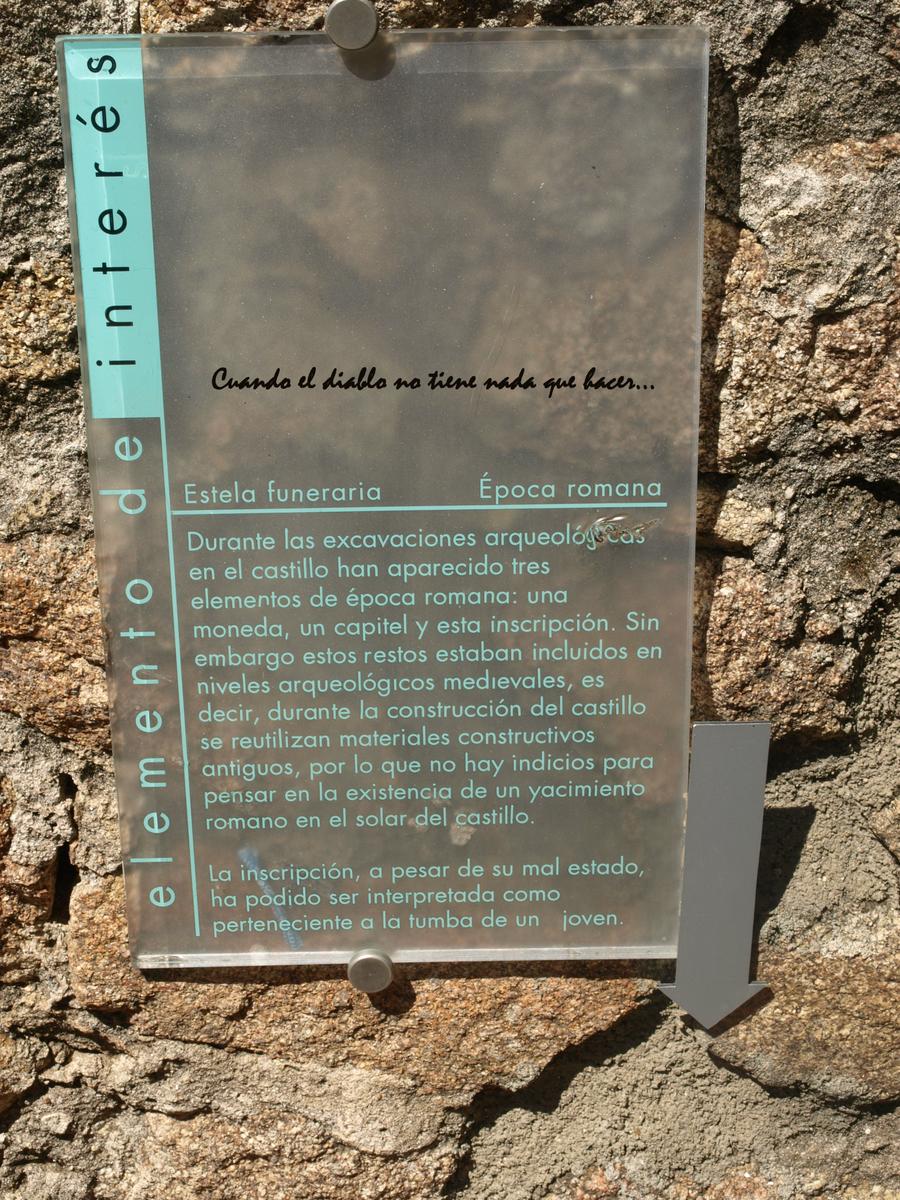 elemento de interés
Cuando el diablo no tiene nada que hacer...
Estela funeraria Época romana
Durante las excavaciones arqueológicas
en el castillo han aparecido tres
elementos de época romana: una
moneda, un capitel y esta inscripción. Sin
embargo estos restos estaban incluidos en
niveles arqueológicos medievales, es
decir, durante la construcción del castillo
se reutilizan materiales constructivos
antiguos, por lo que no hay indicios para
pensar en la existencia de un yacimiento
romano en el solar del castillo.
La inscripción, a pesar de su mal estado,
ha podido ser interpretada como
perteneciente a la tumba de un joven.